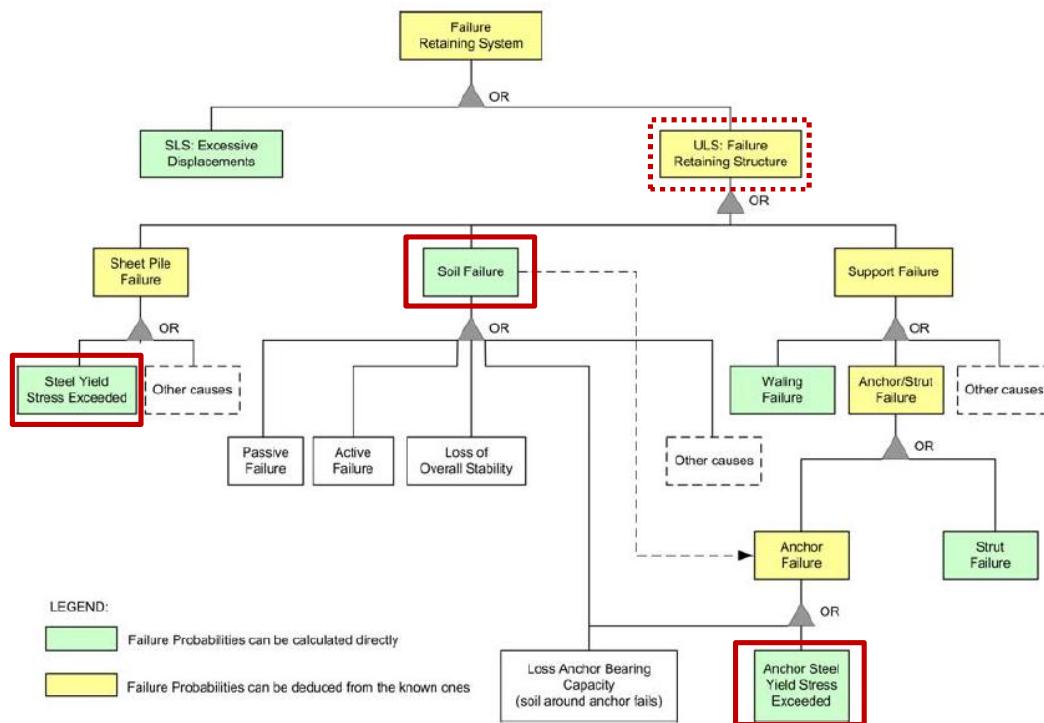 Failure
Retaining System
OR
SLS: Excessive
Displacements
ULS: Failure
Retaining Structure
OR
Sheet Pile
Failure
Soil Failure
Support Failure
OR
OR
OR
Steel Yield
Stress Exceeded
Other causes
Waling
Failure
Anchor/Strut
Failure
Other causes
Passive
Failure
Active
Failure
Loss of
Overall Stability
Other causes
OR
Anchor
Failure
Strut
Failure
LEGEND:
OR
Failure Probabilities can be calculated directly
Failure Probabilities can be deduced from the known ones
Loss Anchor Bearing
Capacity
(soil around anchor fails)
Anchor Steel
Yield Stress
Exceeded